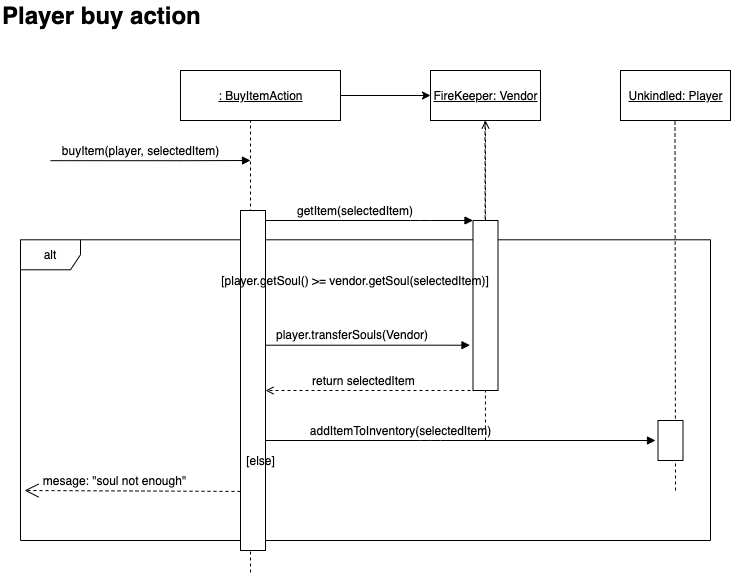 Player buy action
: BuyItemAction
FireKeeper: Vendor
Unkindled: Player
buyItem(player, selectedItem)
getItem(selectedItem)
alt
[player.getSoul() >= vendor.getSoul(selectedItem)]
player.transferSouls(Vendor)
return selectedItem
addItemToInventory(selectedItem)
[else]
mesage: "soul not enough"